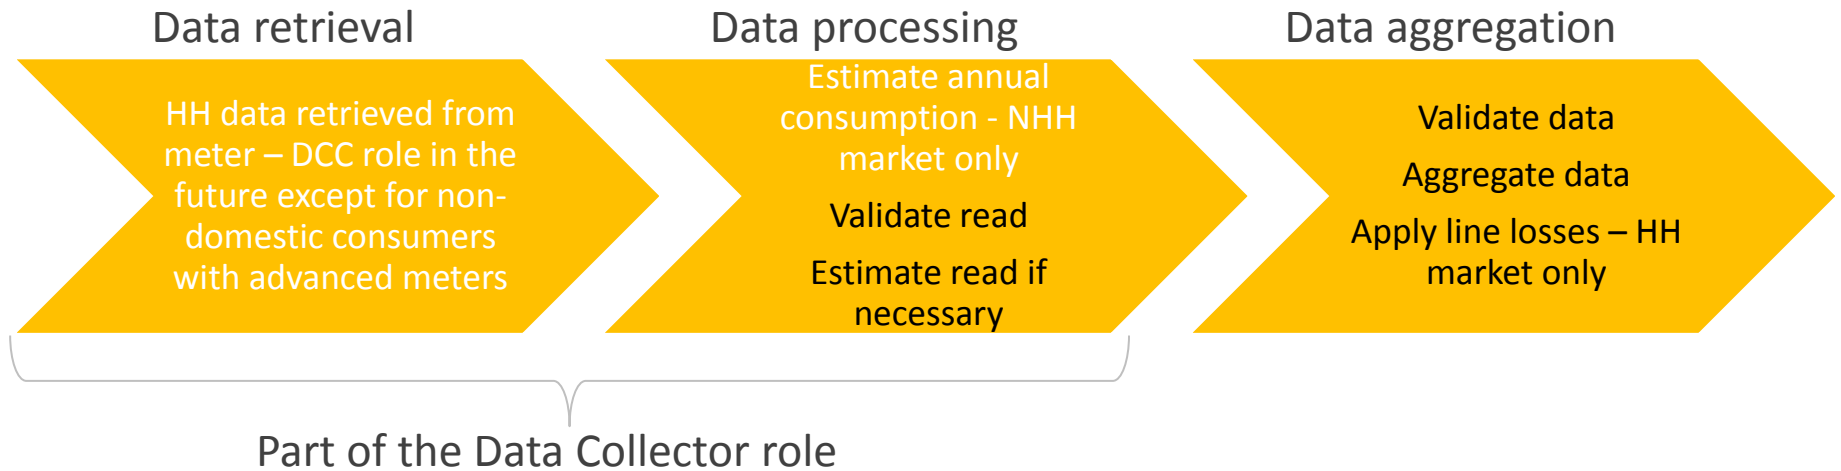 Data retrieval
HH data retrieved from
meter – DCC role in the
future except for non-
domestic consumers
with advanced meters
Data processing
Estimate annual
consumption - NHH
market only
Validate read
Estimate read if
necessary
Data aggregation
Validate data
Aggregate data
Apply line losses – HH
market only
Part of the Data Collector role